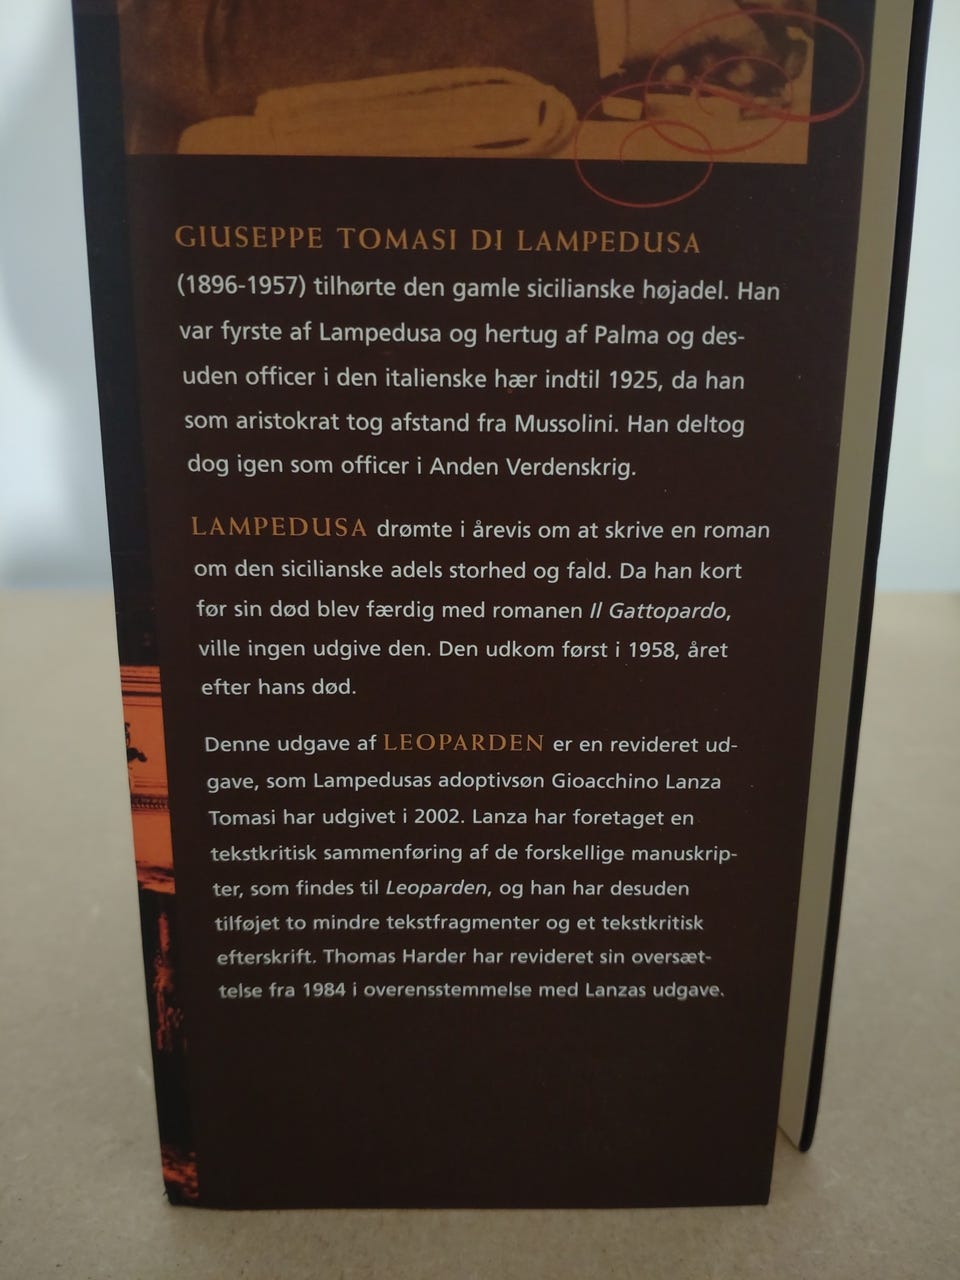 GIUSEPPE TOMASI DI LAMPEDUSA
(1896-1957) tilhørte den gamle sicilianske højadel. Han
var fyrste af Lampedusa og hertug af Palma og des-
uden officer i den italienske hær indtil 1925, da han
som aristokrat tog afstand fra Mussolini. Han deltog
dog igen som officer i Anden Verdenskrig.
LAMPEDUSA drømte i årevis om at skrive en roman
om den sicilianske adels storhed og fald. Da han kort
før sin død blev færdig med romanen Il Gattopardo,
ville ingen udgive den. Den udkom først i 1958, året
efter hans død.
Denne udgave af LEOPARDEN er en revideret ud-
gave, som Lampedusas adoptivsøn Gioacchino Lanza
Tomasi har udgivet i 2002. Lanza har foretaget en
tekstkritisk sammenføring af de forskellige manuskrip-
ter, som findes til Leoparden, og han har desuden
tilføjet to mindre tekstfragmenter og et tekstkritisk
efterskrift. Thomas Harder har revideret sin oversæt-
telse fra 1984 i overensstemmelse med Lanzas udgave.